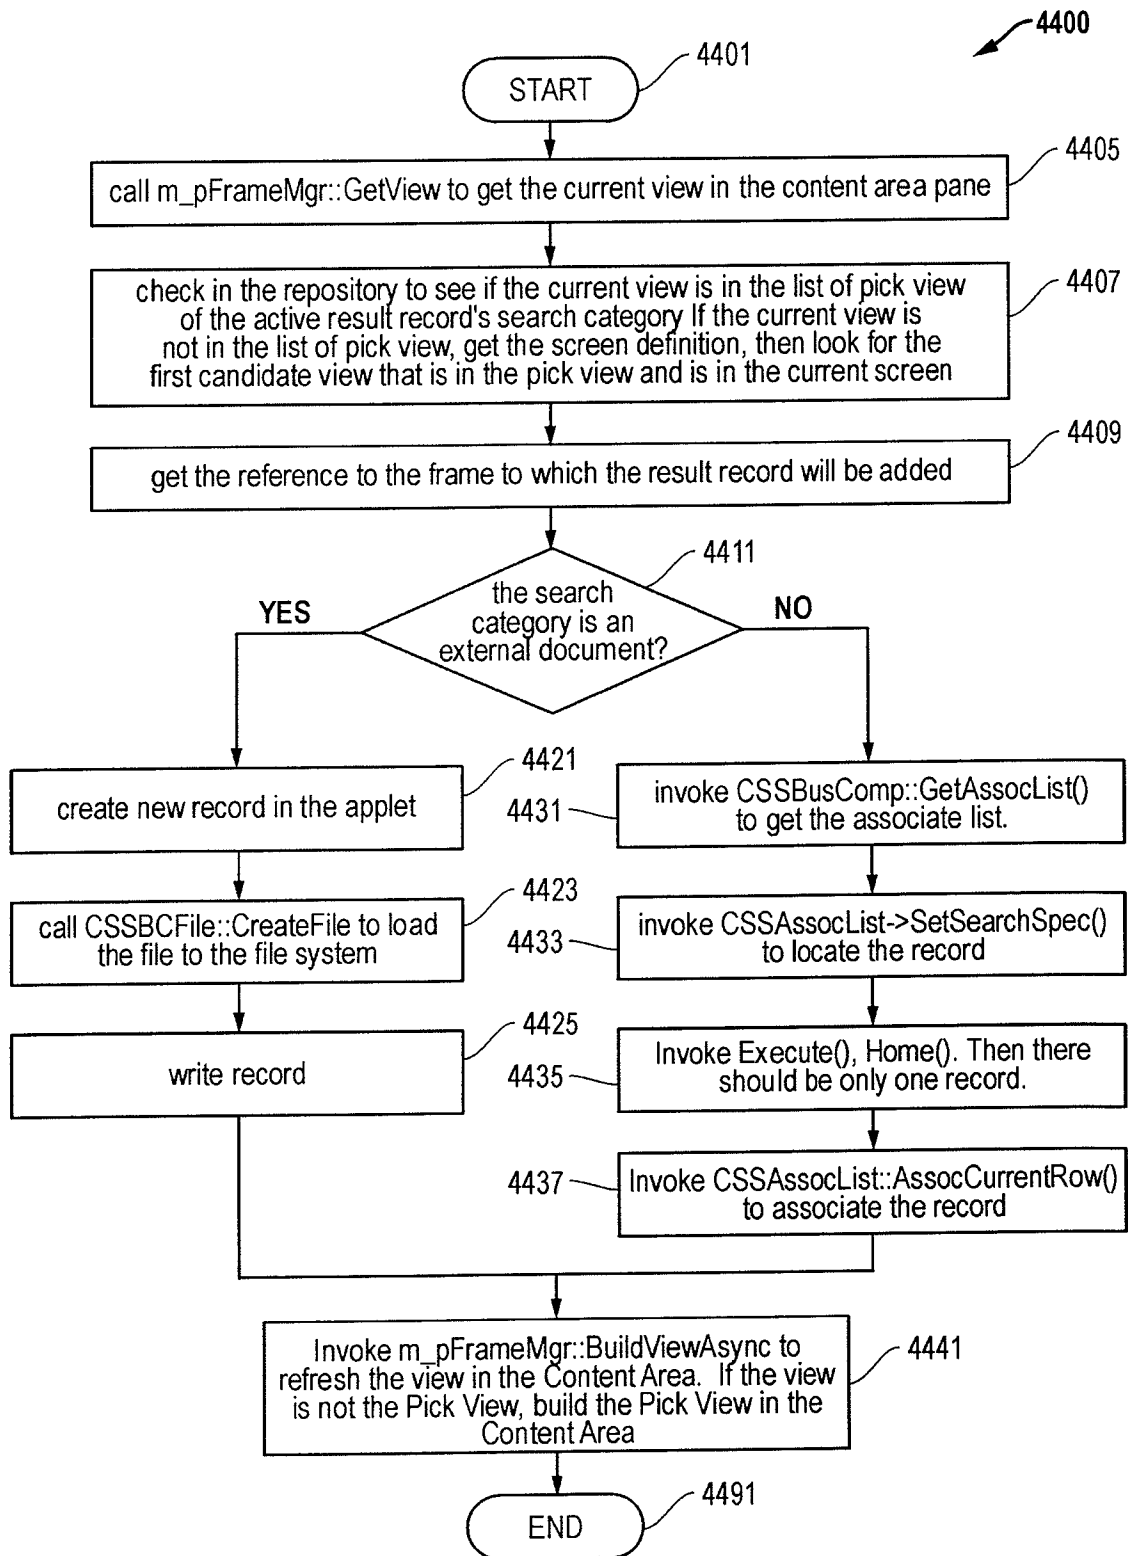 4400
START
4401
call m_pFrameMgr::GetView to get the current view in the content area pane
4405
check in the repository to see if the current view is in the list of pick view
of the active result record's search category If the current view is
not in the list of pick view, get the screen definition, then look for the
first candidate view that is in the pick view and is in the current screen
4407
get the reference to the frame to which the result record will be added
4409
the search
category is an
external document?
4411
YES
NO
create new record in the applet
4421
call CSSBCFile::CreateFile to load
the file to the file system
4423
write record
4425
invoke CSSBusComp::GetAssocList()
to get the associate list.
4431
invoke CSSAssocList->SetSearchSpec()
to locate the record
4433
Invoke Execute(), Home(). Then there
should be only one record.
4435
Invoke CSSAssocList::AssocCurrentRow()
to associate the record
4437
Invoke m_pFrameMgr::BuildViewAsync to
refresh the view in the Content Area. If the view
is not the Pick View, build the Pick View in the
Content Area
4441
END
4491